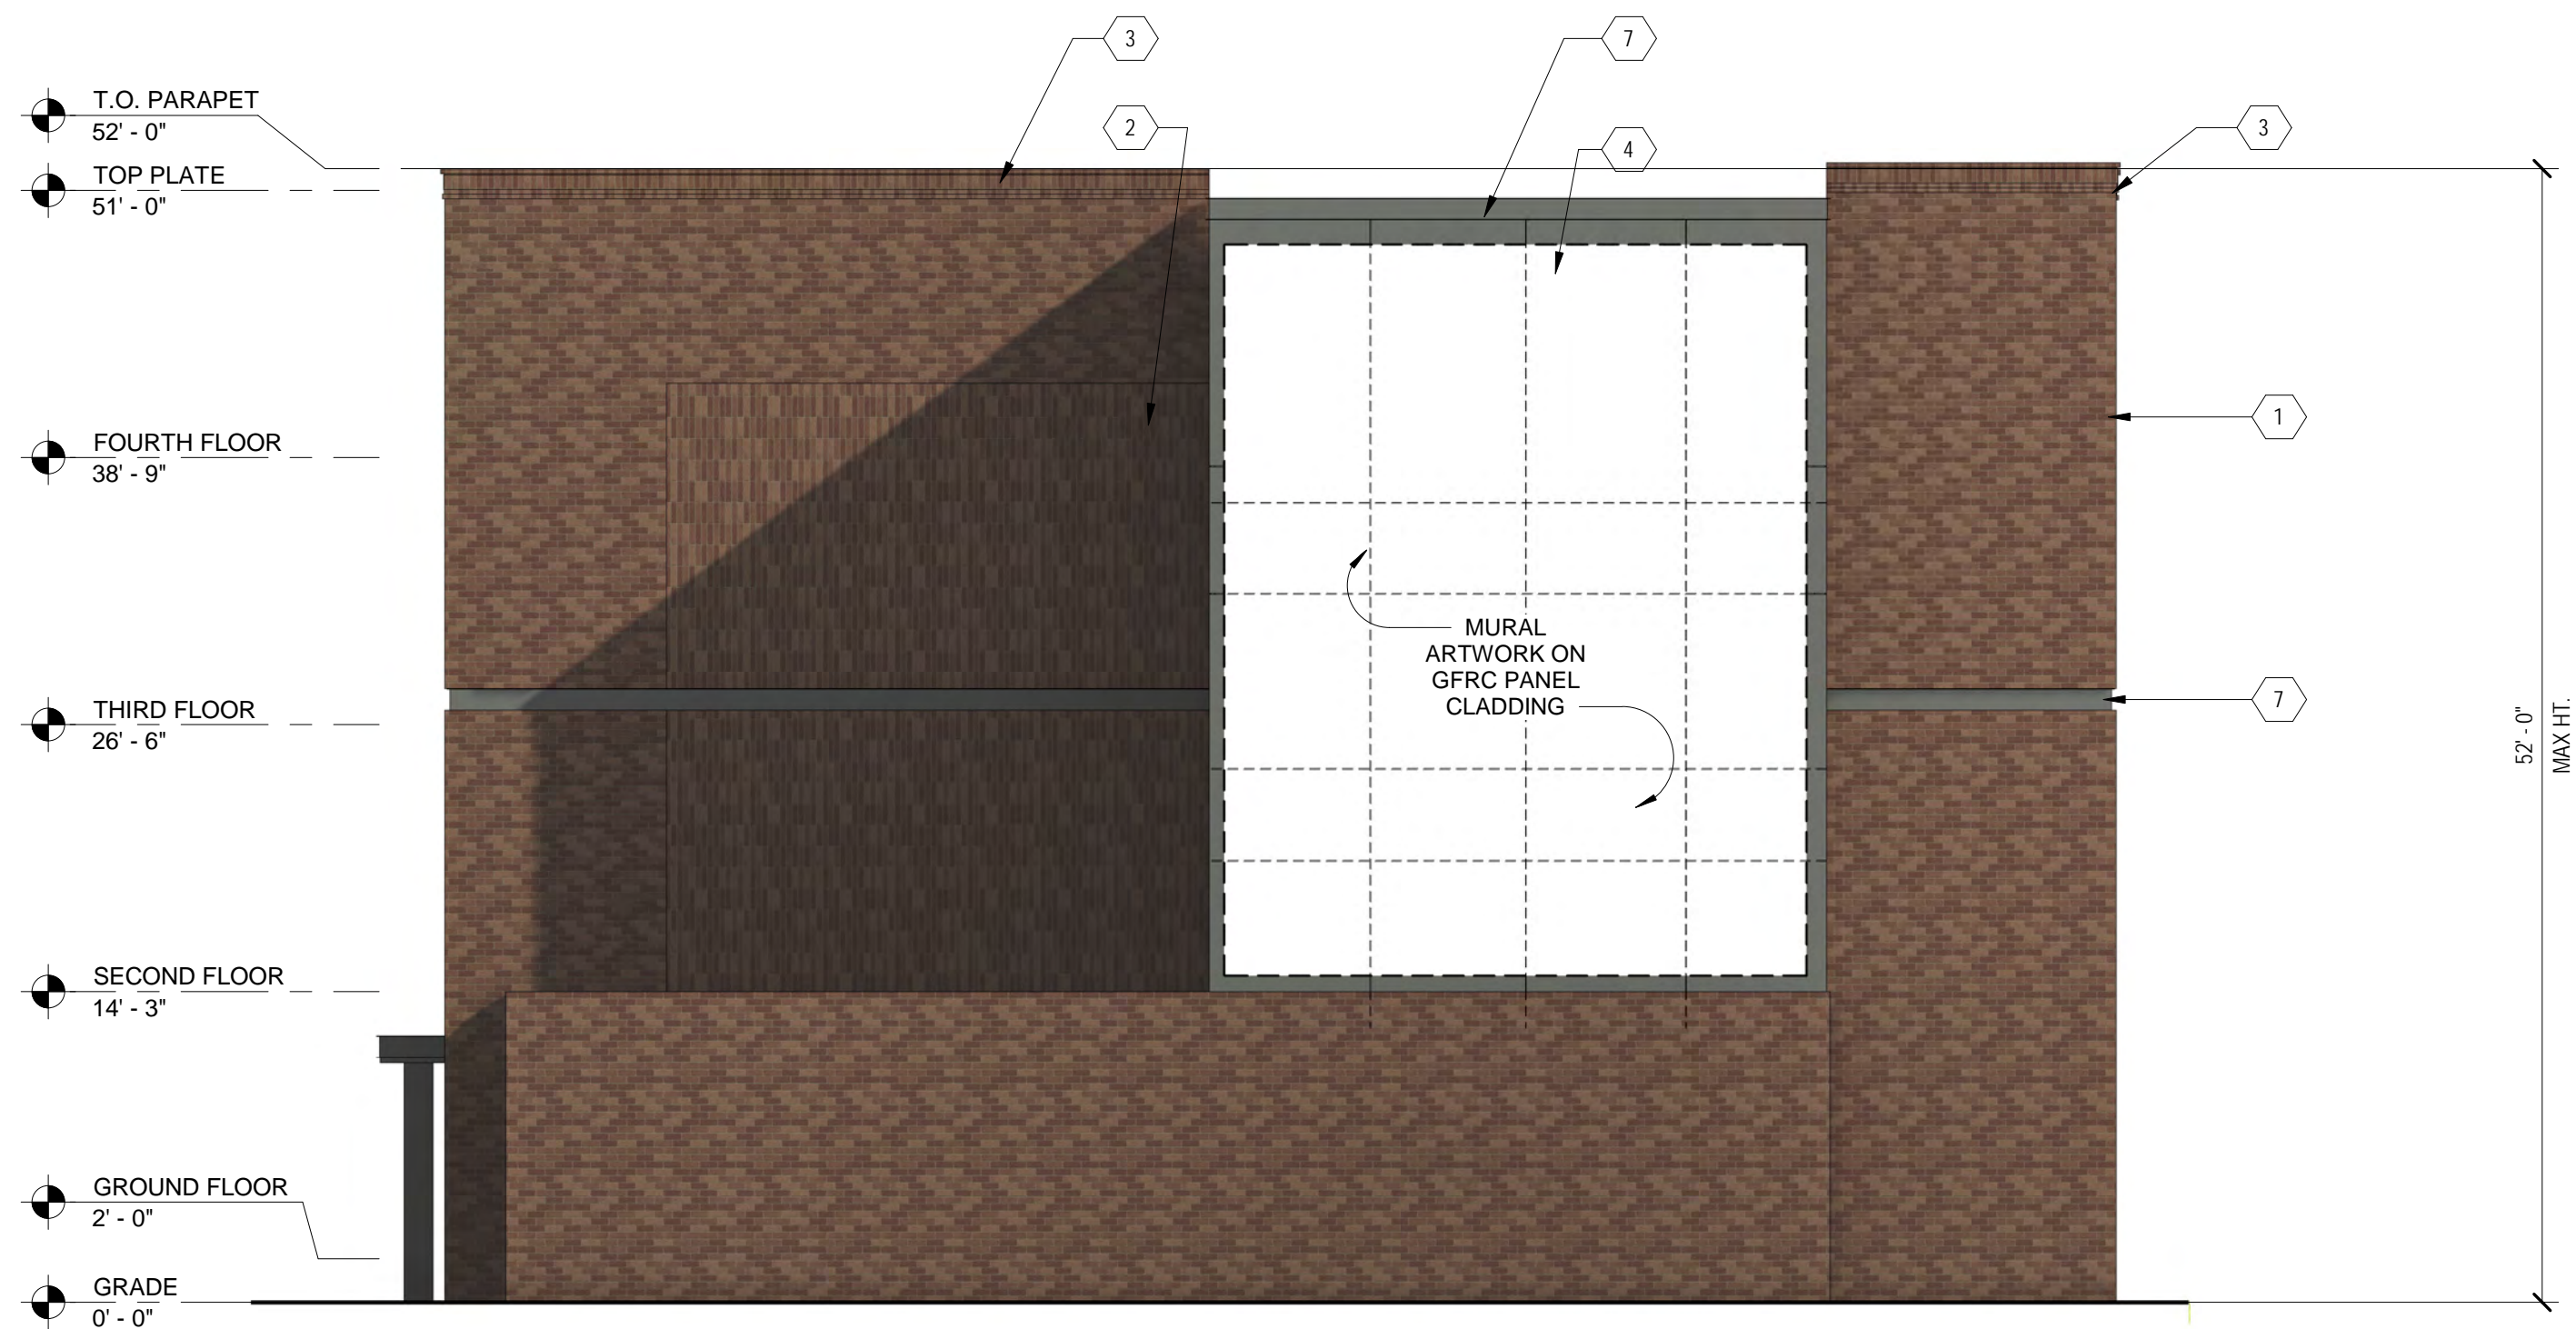 3
7
T.O. PARAPET
52' - 0"
2
3
4
TOP PLATE
51' - 0"
1
FOURTH FLOOR
38' - 9"
MURAL
ARTWORK ON
GFRC PANEL
CLADDING
7
THIRD FLOOR
26' - 6"
52' - 0"
MAX HT.
SECOND FLOOR
14' - 3"
GROUND FLOOR
2' - 0"
GRADE
0' - 0"